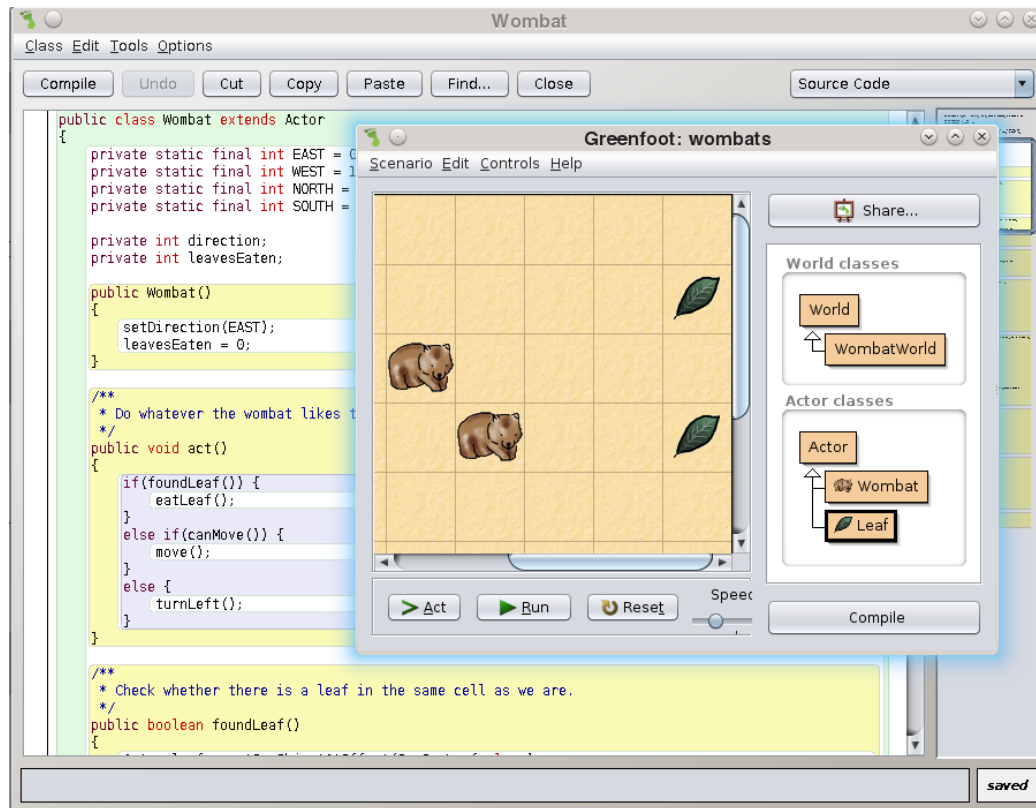 Wombat
Class Edit Tools Options
Compile Undo Cut Copy Paste Find... Close Source Code
public class Wombat extends Actor
{
private static final int EAST =
private static final int WEST = 1
private static final int NORTH =
private static final int SOUTH =
private int direction;
private int leavesEaten;
public Wombat()
{
setDirection(EAST);
leavesEaten = 0;
}
/**
* Do whatever the wombat likes
*/
public void act()
{
if(foundLeaf()) {
eatLeaf();
}
else if(canMove()) {
move();
}
else {
turnLeft();
}
}
/**
* Check whether there is a leaf in the same cell as we are.
*/
public boolean foundLeaf()
{
Greenfoot: wombats
Scenario Edit Controls Help
Share...
World classes
World
WombatWorld
Actor classes
Actor
Wombat
Leaf
> Act Run Reset Speed
Compile
saved